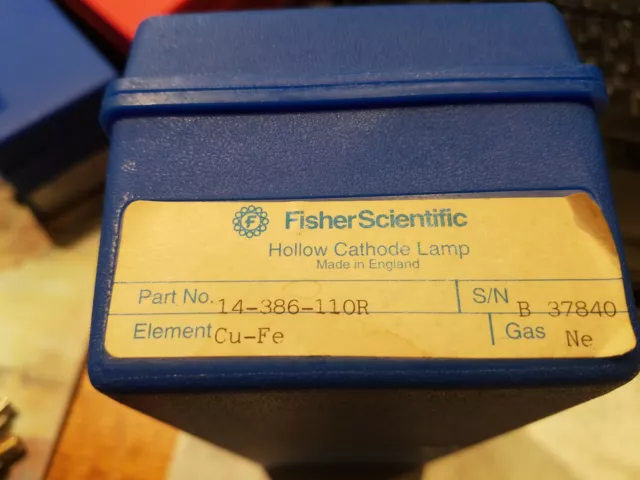 FisherScientific
Hollow Cathode Lamp
Made in England
Part No. 14-386-110R S/N B 37840
Element Cu-Fe Gas Ne